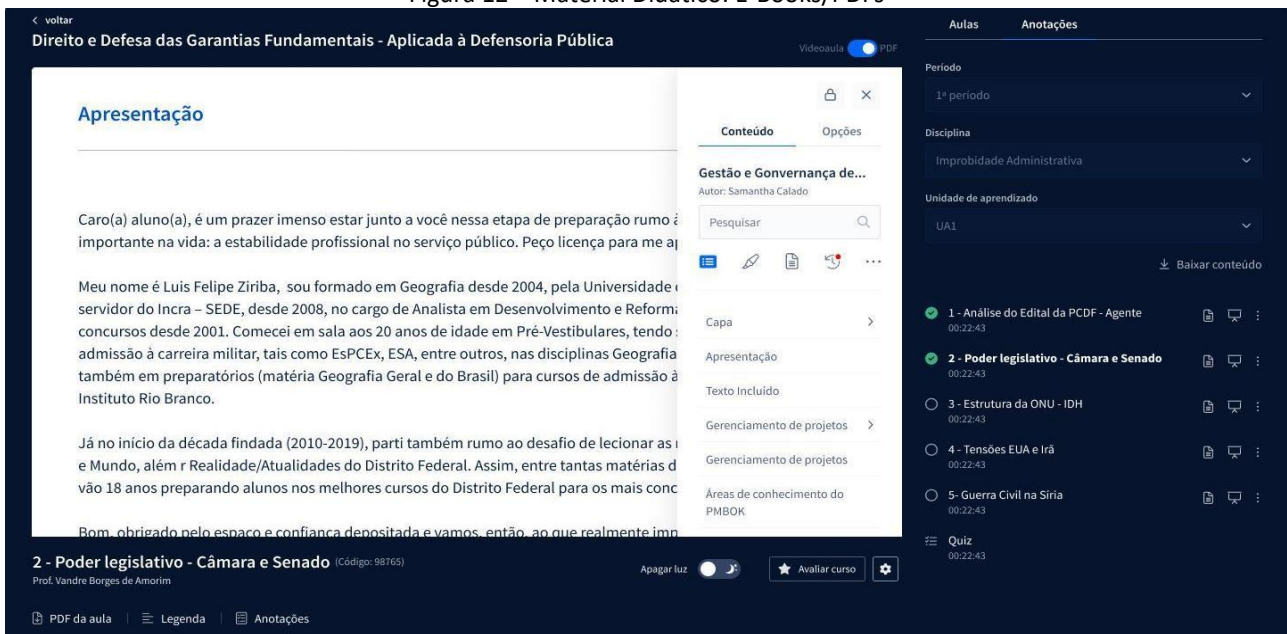 voltar
Direito e Defesa das Garantias Fundamentais - Aplicada à Defensoria Pública
Videoaula PDF
Apresentação
Caro(a) aluno(a), é um prazer imenso estar junto a você nessa etapa de preparação rumo
importante na vida: a estabilidade profissional no serviço público. Peço licença para me
Meu nome é Luis Felipe Ziriba, sou formado em Geografia desde 2004, pela Universidade
servidor do Incra – SEDE, desde 2008, no cargo de Analista em Desenvolvimento e
concursos desde 2001. Comecei em sala aos 20 anos de idade em Pré-Vestibulares, tendo
admissão à carreira militar, tais como EsPCEx, ESA, entre outros, nas disciplinas Geografia
também em preparatórios (matéria Geografia Geral e do Brasil) para cursos de admissão
Instituto Rio Branco.
Já no início da década findada (2010-2019), parti também rumo ao desafio de lecionar as
e Mundo, além r Realidade/Atualidades do Distrito Federal. Assim, entre tantas matérias
vão 18 anos preparando alunos nos melhores cursos do Distrito Federal para os mais
Bom, obrigado pelo espaço e confiança depositada e vamos, então, ao que realmente
Conteúdo Opções
Gestão e Gonvernança de...
Autor: Samantha Calado
Pesquisar
Capa
Apresentação
Texto Incluído
Gerenciamento de projetos
Gerenciamento de projetos
Áreas de conhecimento do
PMBOK
2 - Poder legislativo - Câmara e Senado (Código: 98765)
Prof. Vandre Borges de Amorim
Apagar luz
Avaliar curso
PDF da aula
Legenda
Anotações
Aulas Anotações
Período
1º período
Disciplina
Improbidade Administrativa
Unidade de aprendizado
UA1
Baixar conteúdo
1 - Análise do Edital da PCDF - Agente
00:22:43
2 - Poder legislativo - Câmara e Senado
00:22:43
3 - Estrutura da ONU - IDH
00:22:43
4 - Tensões EUA e Irã
00:22:43
5- Guerra Civil na Síria
00:22:43
Quiz
00:22:43